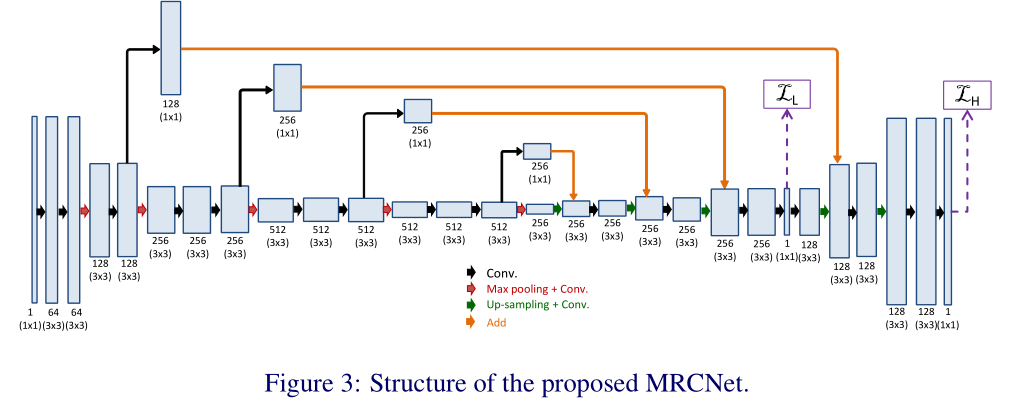 128
(1x1)
256
(1x1)
256
(1x1)
256
(1x1)
ℒL
ℒH
1
(1x1)
64
(3x3)
64
(3x3)
128
(3x3)
128
(3x3)
256
(3x3)
256
(3x3)
256
(3x3)
512
(3x3)
512
(3x3)
512
(3x3)
512
(3x3)
512
(3x3)
512
(3x3)
256
(3x3)
256
(3x3)
256
(3x3)
256
(3x3)
256
(3x3)
256
(3x3)
256
(3x3)
1
(1x1)
128
(3x3)
128
(3x3)
128
(3x3)
128
(3x3)
128
(3x3)
1
(1x1)
Conv.
Max pooling + Conv.
Up-sampling + Conv.
Add
Figure 3: Structure of the proposed MRCNet.